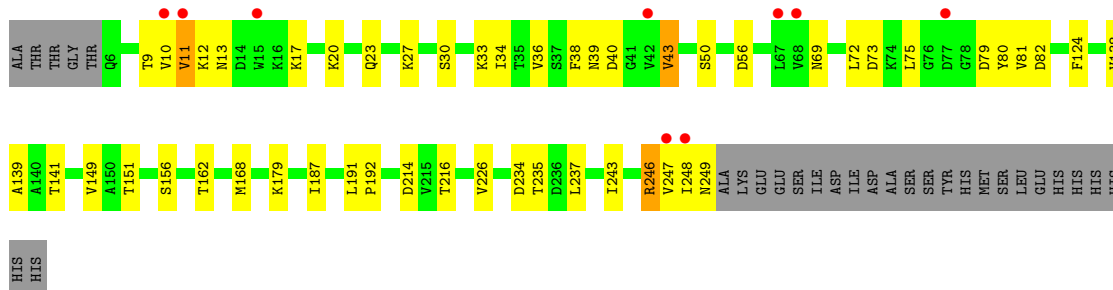 ALA THR THR GLY THR Q6 T9 V10 V11 K12 N13 D14 W15 K16 K17 K20 Q23 K27 S30 K33 I34 T35 V36 S37 F38 N39 D40 G41 V42 V43 S50 D56 L67 V68 N69 L72 D73 K74 L75 G76 D77 G78 D79 Y80 V81 D82 F124
A139 A140 T141 V149 A150 T151 S156 T162 M168 K179 I187 L191 P192 D214 V215 T216 V226 D234 T235 D236 L237 I243 R246 V247 I248 N249 ALA LYS GLU GLU SER ILE ASP ILE ASP ALA SER SER TYR HIS MET SER LEU GLU HIS HIS HIS HIS
HIS HIS